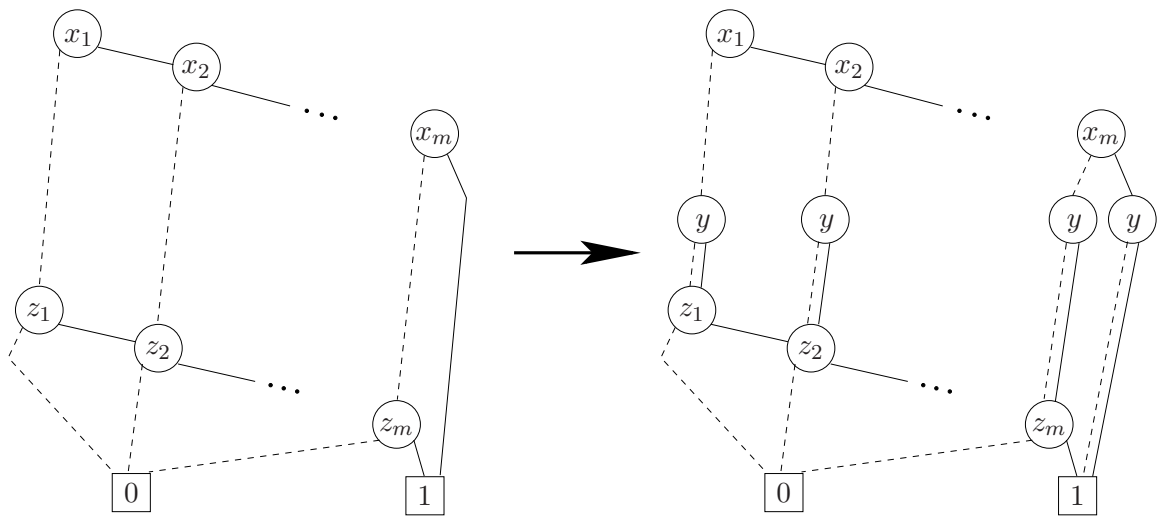 x₁
x₂
...
xₘ
z₁
z₂
...
zₘ
0
1
x₁
x₂
...
xₘ
y
y
y
y
z₁
z₂
...
zₘ
0
1